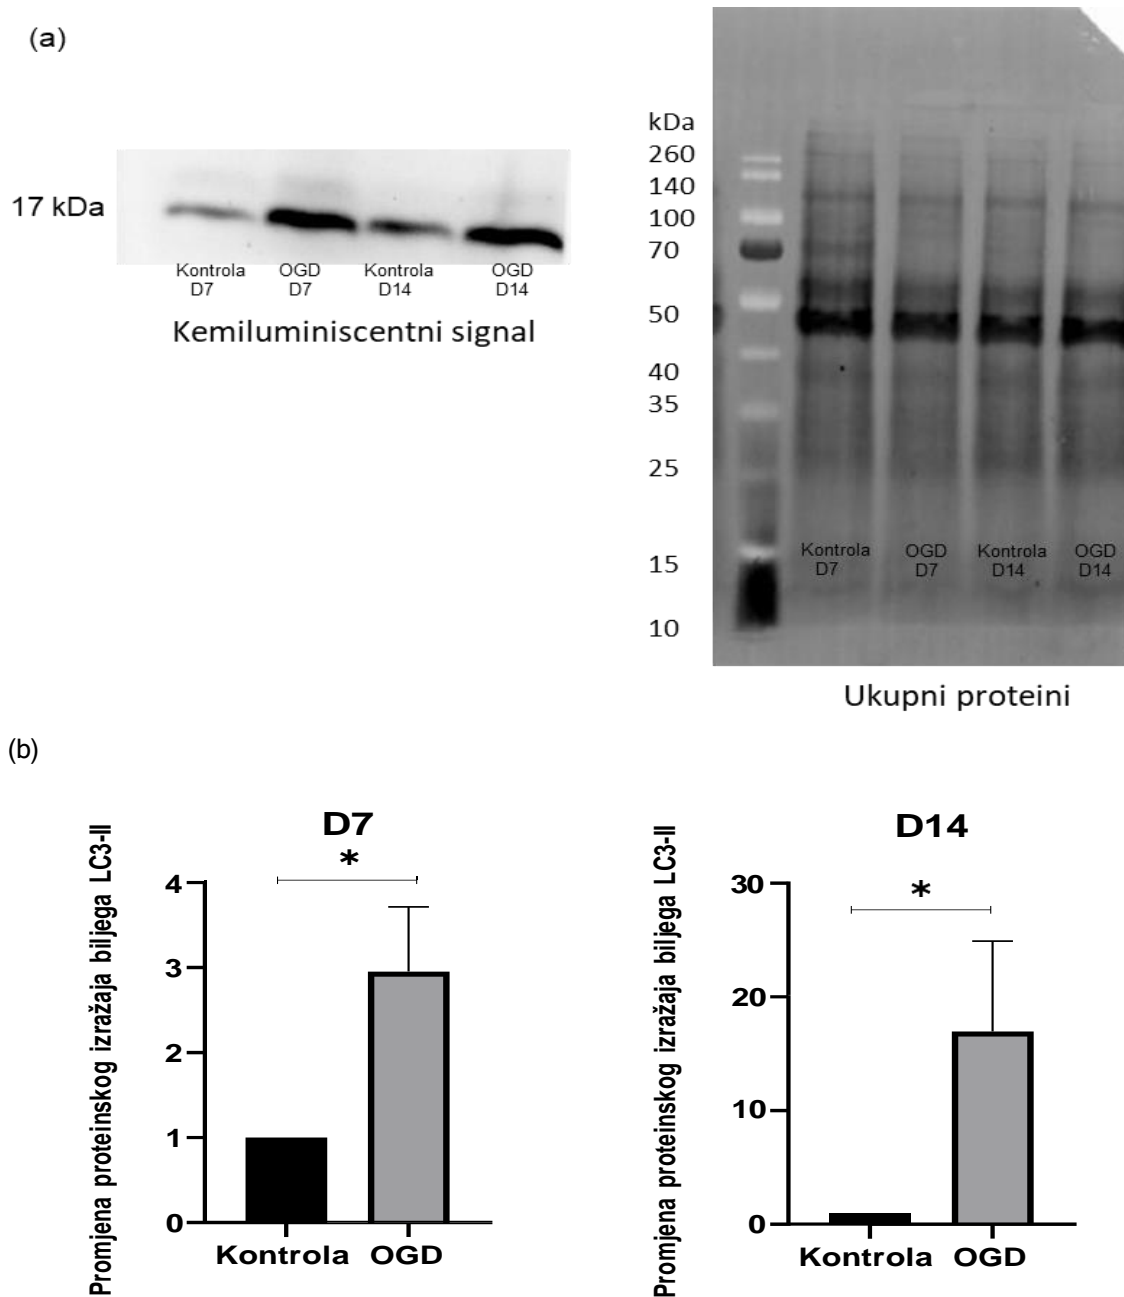 (a)
17 kDa
Kontrola
D7
OGD
D7
Kontrola
D14
OGD
D14
Kemiluminiscentni signal
kDa
260
140
100
70
50
40
35
25
15
10
Kontrola
D7
OGD
D7
Kontrola
D14
OGD
D14
Ukupni proteini
(b)
Promjena proteinskog izražaja biljega LC3-II
D7
*
4
3
2
1
0
Kontrola OGD
Promjena proteinskog izražaja biljega LC3-II
D14
*
30
20
10
0
Kontrola OGD